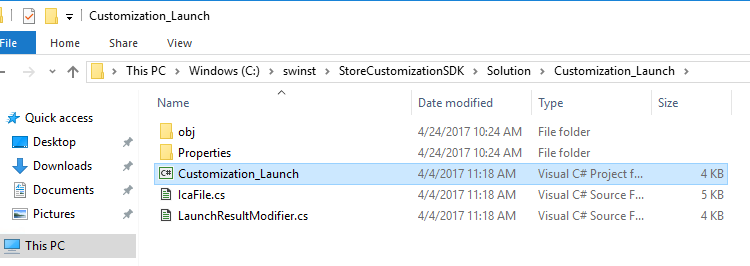 Customization_Launch
File Home Share View
This PC > Windows (C:) > swinst > StoreCustomizationSDK > Solution > Customization_Launch >
Name Date modified Type Size
Quick access
Desktop
Downloads
Documents
Pictures
This PC
obj 4/24/2017 10:24 AM File folder
Properties 4/24/2017 10:24 AM File folder
C# Customization_Launch 4/4/2017 11:18 AM Visual C# Project f... 4 KB
C# IcaFile.cs 4/4/2017 11:18 AM Visual C# Source F... 5 KB
C# LaunchResultModifier.cs 4/4/2017 11:18 AM Visual C# Source F... 4 KB